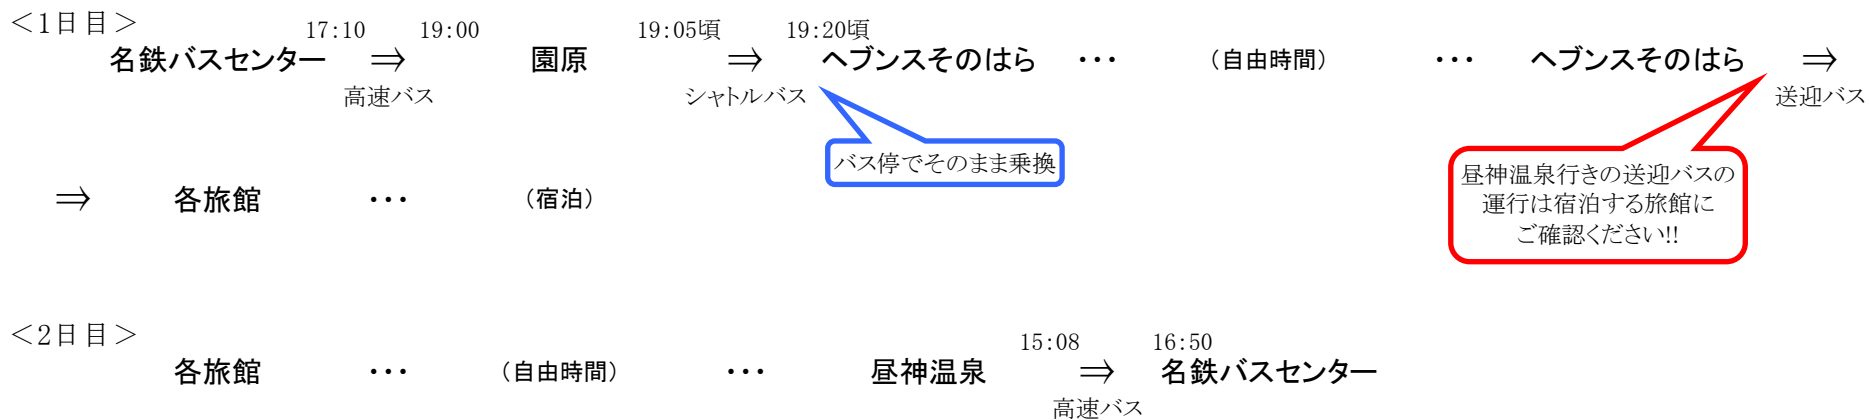 <1日目>
17:10 19:00 19:05頃 19:20頃
名鉄バスセンター ⇒ 園原 ⇒ ヘブンスそのはら ・・・ (自由時間) ・・・ ヘブンスそのはら ⇒
高速バス シャトルバス 送迎バス
バス停でそのまま乗換
昼神温泉行きの送迎バスの
運行は宿泊する旅館に
ご確認ください!!
⇒ 各旅館 ・・・ (宿泊)
<2日目>
15:08 16:50
各旅館 ・・・ (自由時間) ・・・ 昼神温泉 ⇒ 名鉄バスセンター
高速バス